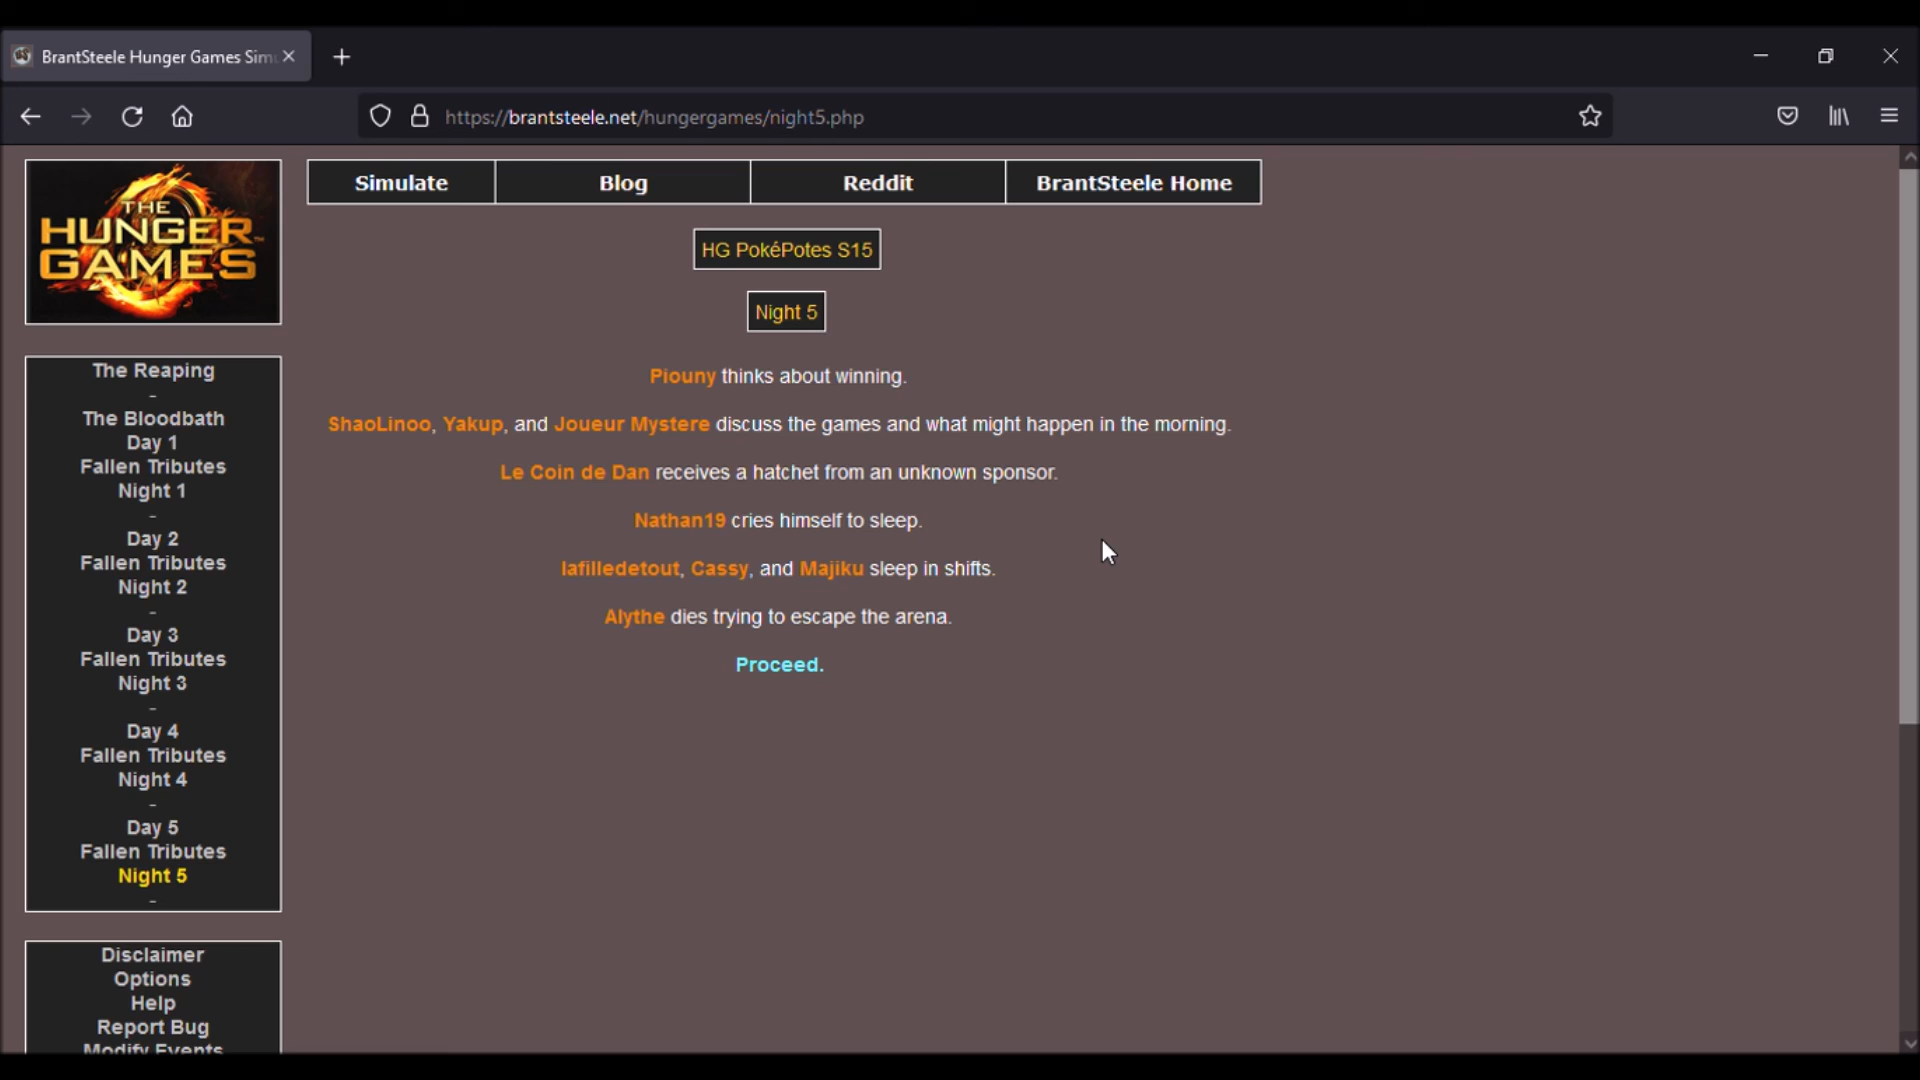 BrantSteele Hunger Games Sim
https://brantsteele.net/hungergames/night5.php
THE
HUNGER
GAMES
Simulate
Blog
Reddit
BrantSteele Home
HG PokéPotes S15
Night 5
Piouny thinks about winning.
ShaoLinoo, Yakup, and Joueur Mystere discuss the games and what might happen in the morning.
Le Coin de Dan receives a hatchet from an unknown sponsor.
Nathan19 cries himself to sleep.
lafilledetout, Cassy, and Majiku sleep in shifts.
Alythe dies trying to escape the arena.
Proceed.
The Reaping
-
The Bloodbath
Day 1
Fallen Tributes
Night 1
-
Day 2
Fallen Tributes
Night 2
-
Day 3
Fallen Tributes
Night 3
-
Day 4
Fallen Tributes
Night 4
-
Day 5
Fallen Tributes
Night 5
-
Disclaimer
Options
Help
Report Bug
Modify Events